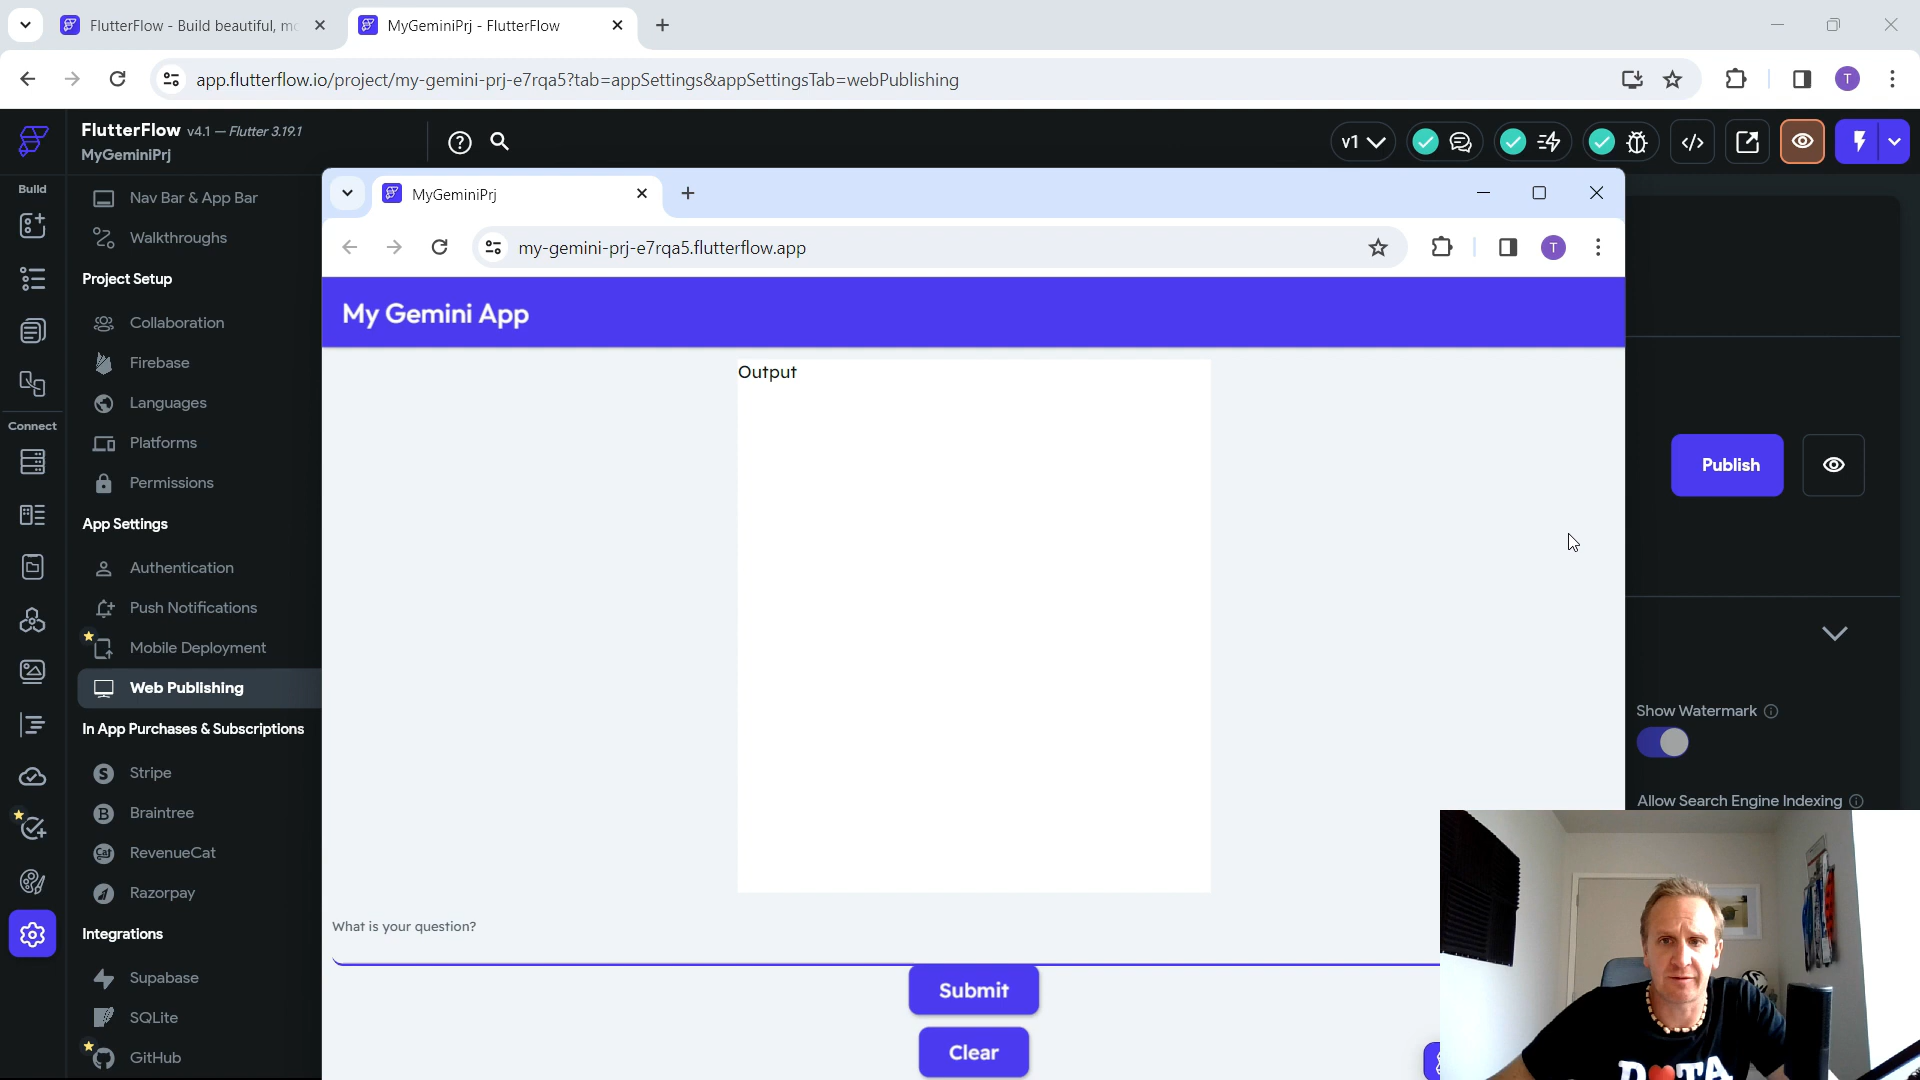 FlutterFlow - Build beautiful, mo
MyGeminiPrj - FlutterFlow
app.flutterflow.io/project/my-gemini-prj-e7rqa5?tab=appSettings&appSettingsTab=webPublishing
T
FlutterFlow v4.1 — Flutter 3.19.1
MyGeminiPrj
v1
Build
Connect
Nav Bar & App Bar
Walkthroughs
Project Setup
Collaboration
Firebase
Languages
Platforms
Permissions
App Settings
Authentication
Push Notifications
Mobile Deployment
Web Publishing
In App Purchases & Subscriptions
Stripe
Braintree
RevenueCat
Razorpay
Integrations
Supabase
SQLite
GitHub
MyGeminiPrj
my-gemini-prj-e7rqa5.flutterflow.app
T
My Gemini App
Output
What is your question?
Submit
Clear
Publish
Show Watermark
Allow Search Engine Indexing